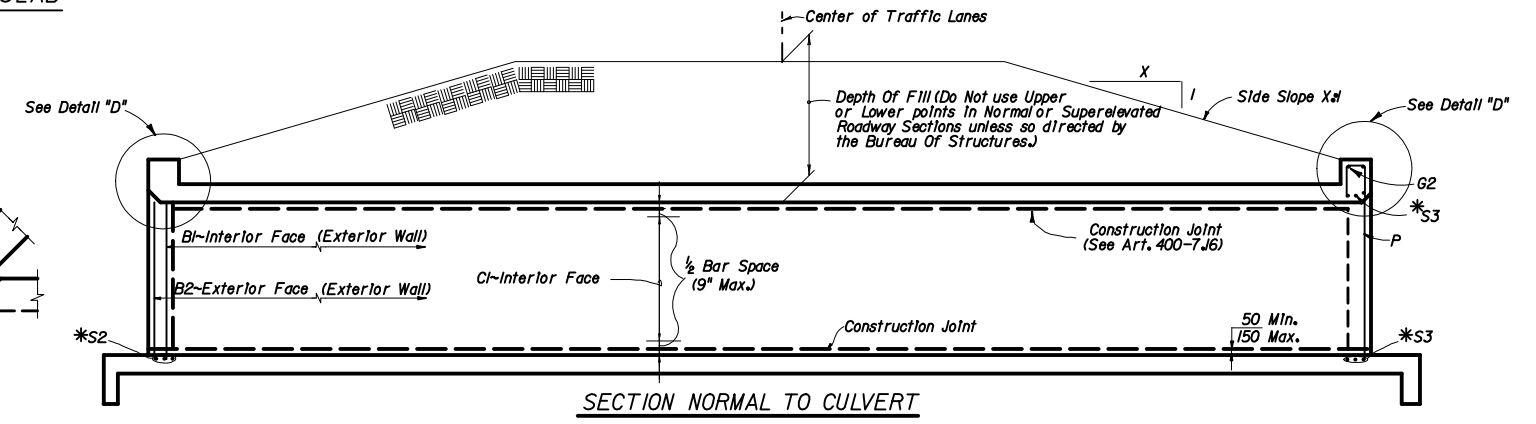 SLAB
Center of Traffic Lanes
X
1
See Detail "D"
Depth Of Fill (Do Not use Upper
or Lower points in Normal or Superelevated
Roadway Sections unless so directed by
the Bureau Of Structures.)
Side Slope X:1
See Detail "D"
G2
*S3
B1~Interior Face (Exterior Wall)
Construction Joint
(See Art. 400-7.16)
P
C1~Interior Face
1/2 Bar Space
(9" Max.)
B2~Exterior Face (Exterior Wall)
*S2
Construction Joint
50 Min.
150 Max.
*S3
SECTION NORMAL TO CULVERT